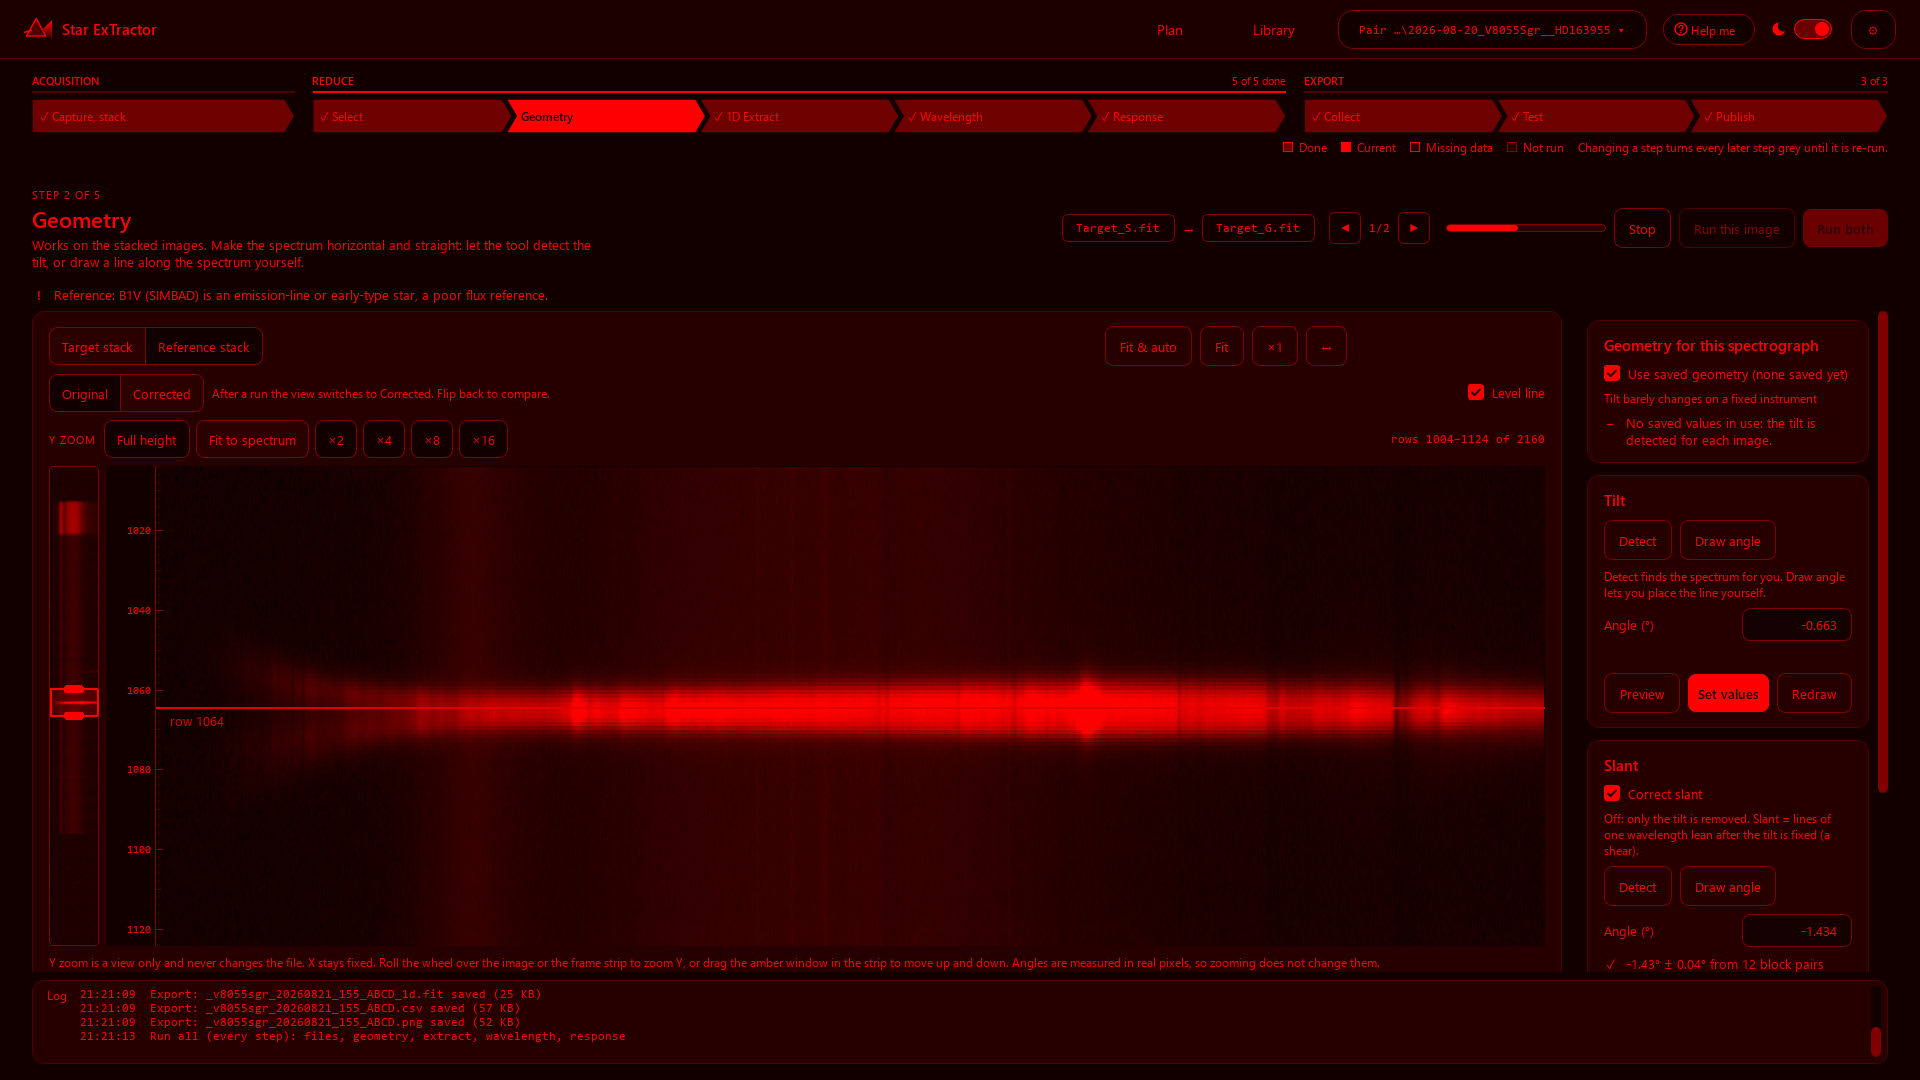 Star ExTractor
Plan
Library
Pair …\2026-08-20_V8055Sgr__HD163955 ▾
Help me
ACQUISITION
REDUCE
5 of 5 done
EXPORT
3 of 3
✓ Capture, stack
✓ Select
Geometry
✓ 1D Extract
✓ Wavelength
✓ Response
✓ Collect
✓ Test
✓ Publish
Done
Current
Missing data
Not run
Changing a step turns every later step grey until it is re-run.
STEP 2 OF 5
Geometry
Works on the stacked images. Make the spectrum horizontal and straight: let the tool detect the
tilt, or draw a line along the spectrum yourself.
Target_S.fit
→
Target_G.fit
◀
1/2
▶
Stop
Run this image
Run both
! Reference: B1V (SIMBAD) is an emission-line or early-type star, a poor flux reference.
Target stack
Reference stack
Fit & auto
Fit
×1
Original
Corrected
After a run the view switches to Corrected. Flip back to compare.
Level line
Y ZOOM
Full height
Fit to spectrum
×2
×4
×8
×16
rows 1004–1124 of 2160
1020
1040
1060
row 1064
1080
1100
1120
Y zoom is a view only and never changes the file. X stays fixed. Roll the wheel over the image or the frame strip to zoom Y, or drag the amber window in the strip to move up and down. Angles are measured in real pixels, so zooming does not change them.
Geometry for this spectrograph
Use saved geometry (none saved yet)
Tilt barely changes on a fixed instrument
– No saved values in use: the tilt is
detected for each image.
Tilt
Detect
Draw angle
Detect finds the spectrum for you. Draw angle
lets you place the line yourself.
Angle (°)
-0.663
Preview
Set values
Redraw
Slant
Correct slant
Off: only the tilt is removed. Slant = lines of
one wavelength lean after the tilt is fixed (a
shear).
Detect
Draw angle
Angle (°)
-1.434
✓ -1.43° ± 0.04° from 12 block pairs
Log
21:21:09 Export: _v8055sgr_20260821_155_ABCD_1d.fit saved (25 KB)
21:21:09 Export: _v8055sgr_20260821_155_ABCD.csv saved (57 KB)
21:21:09 Export: _v8055sgr_20260821_155_ABCD.png saved (52 KB)
21:21:13 Run all (every step): files, geometry, extract, wavelength, response